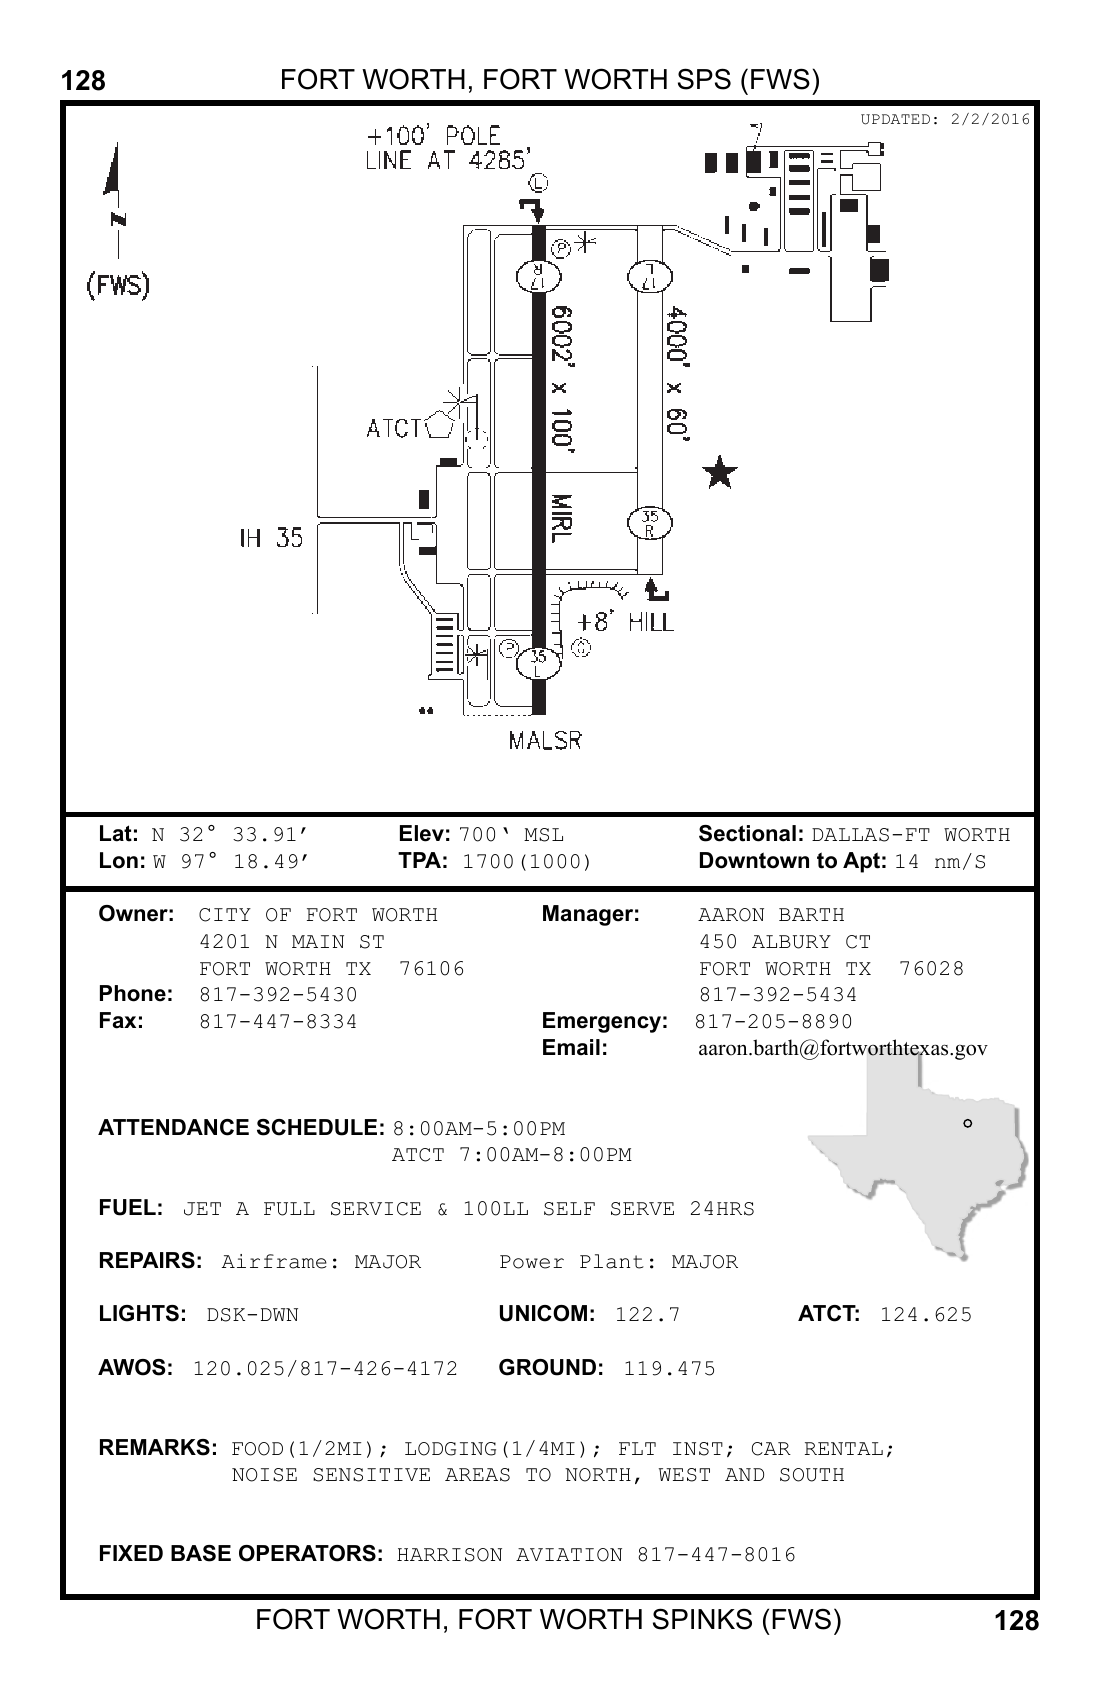 128 FORT WORTH, FORT WORTH SPS (FWS)
UPDATED: 2/2/2016
+100' POLE
LINE AT 4285'
L
N
(FWS)
P
17
R
17
L
6002' x 100'
MIRL
4000' x 60'
ATCT
35
R
IH 35
+8' HILL
P
35
L
G
MALSR
Lat: N 32° 33.91′ Elev: 700‘ MSL Sectional: DALLAS-FT WORTH
Lon: W 97° 18.49′ TPA: 1700(1000) Downtown to Apt: 14 nm/S
Owner: CITY OF FORT WORTH Manager: AARON BARTH
4201 N MAIN ST 450 ALBURY CT
FORT WORTH TX 76106 FORT WORTH TX 76028
Phone: 817-392-5430 817-392-5434
Fax: 817-447-8334 Emergency: 817-205-8890
Email: aaron.barth@fortworthtexas.gov
ATTENDANCE SCHEDULE: 8:00AM-5:00PM
ATCT 7:00AM-8:00PM
FUEL: JET A FULL SERVICE & 100LL SELF SERVE 24HRS
REPAIRS: Airframe: MAJOR Power Plant: MAJOR
LIGHTS: DSK-DWN UNICOM: 122.7 ATCT: 124.625
AWOS: 120.025/817-426-4172 GROUND: 119.475
REMARKS: FOOD(1/2MI); LODGING(1/4MI); FLT INST; CAR RENTAL;
NOISE SENSITIVE AREAS TO NORTH, WEST AND SOUTH
FIXED BASE OPERATORS: HARRISON AVIATION 817-447-8016
FORT WORTH, FORT WORTH SPINKS (FWS) 128